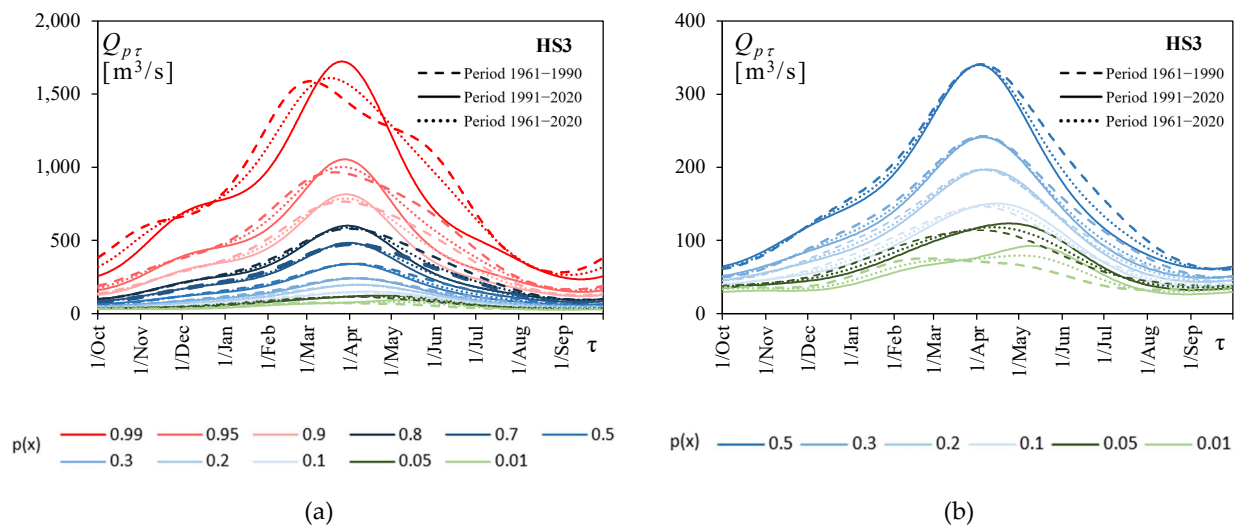 2,000
1,500
1,000
500
0
Q pτ
[m³/s]
HS3
Period 1961−1990
Period 1991−2020
Period 1961−2020
1/Oct
1/Nov
1/Dec
1/Jan
1/Feb
1/Mar
1/Apr
1/May
1/Jun
1/Jul
1/Aug
1/Sep
τ
p(x) 0.99 0.95 0.9 0.8 0.7 0.5
0.3 0.2 0.1 0.05 0.01
(a)
400
300
200
100
0
Q pτ
[m³/s]
HS3
Period 1961−1990
Period 1991−2020
Period 1961−2020
1/Oct
1/Nov
1/Dec
1/Jan
1/Feb
1/Mar
1/Apr
1/May
1/Jun
1/Jul
1/Aug
1/Sep
τ
p(x) 0.5 0.3 0.2 0.1 0.05 0.01
(b)